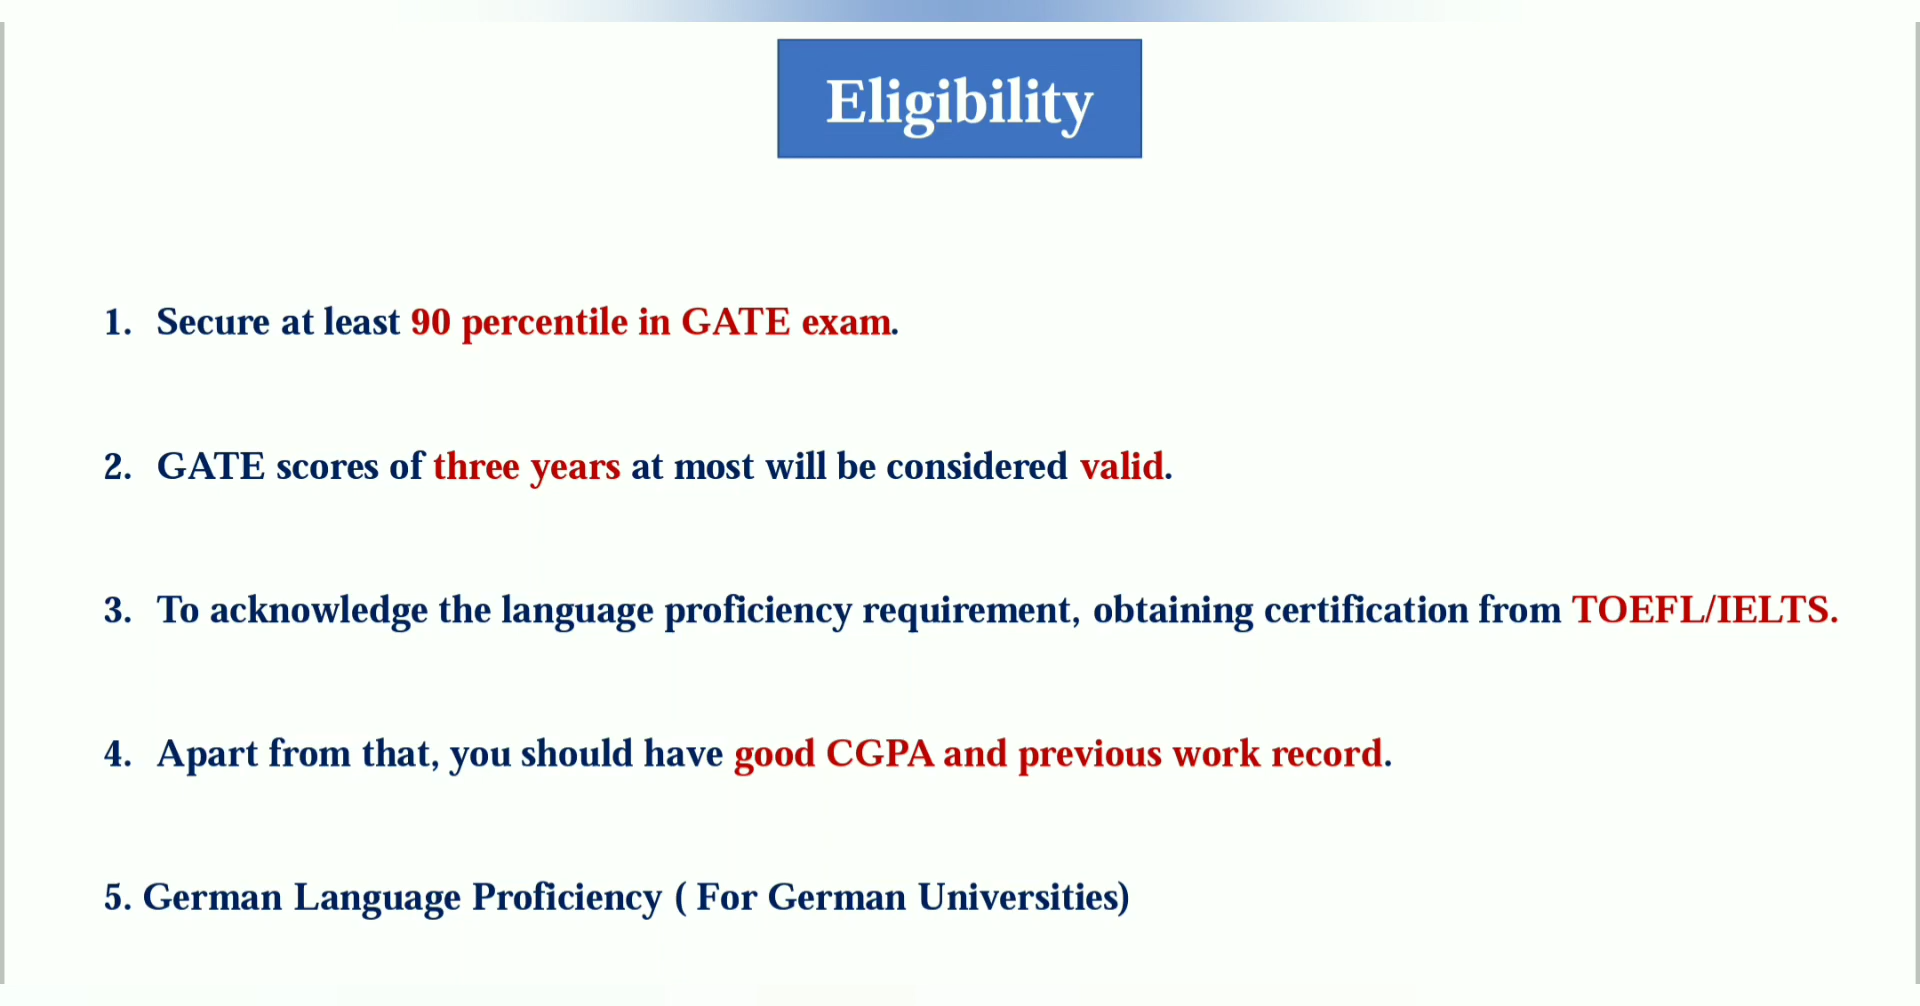 Eligibility
1. Secure at least 90 percentile in GATE exam.
2. GATE scores of three years at most will be considered valid.
3. To acknowledge the language proficiency requirement, obtaining certification from TOEFL/IELTS.
4. Apart from that, you should have good CGPA and previous work record.
5. German Language Proficiency ( For German Universities)